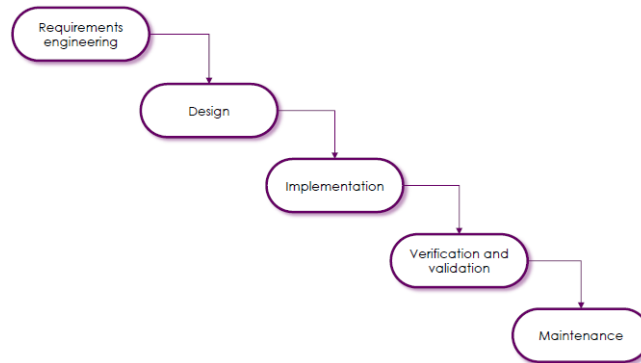 Requirements
engineering
Design
Implementation
Verification and
validation
Maintenance